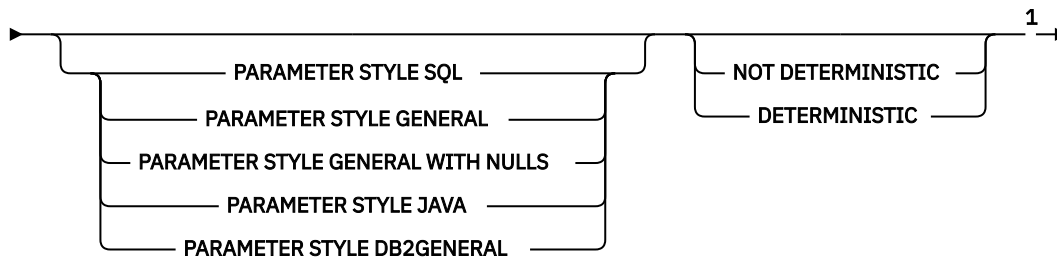 1
PARAMETER STYLE SQL
NOT DETERMINISTIC
PARAMETER STYLE GENERAL
DETERMINISTIC
PARAMETER STYLE GENERAL WITH NULLS
PARAMETER STYLE JAVA
PARAMETER STYLE DB2GENERAL